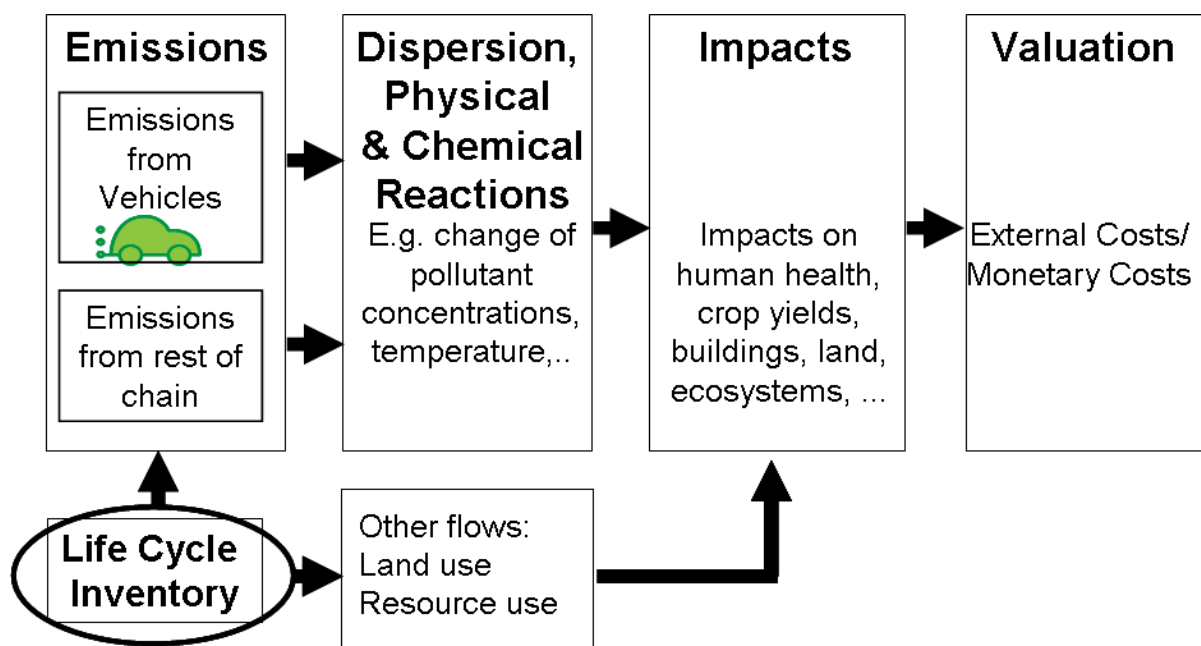 Emissions
Emissions
from
Vehicles
Emissions
from rest of
chain
Dispersion,
Physical
& Chemical
Reactions
E.g. change of
pollutant
concentrations,
temperature,..
Impacts
Impacts on
human health,
crop yields,
buildings, land,
ecosystems, ...
Valuation
External Costs/
Monetary Costs
Life Cycle
Inventory
Other flows:
Land use
Resource use